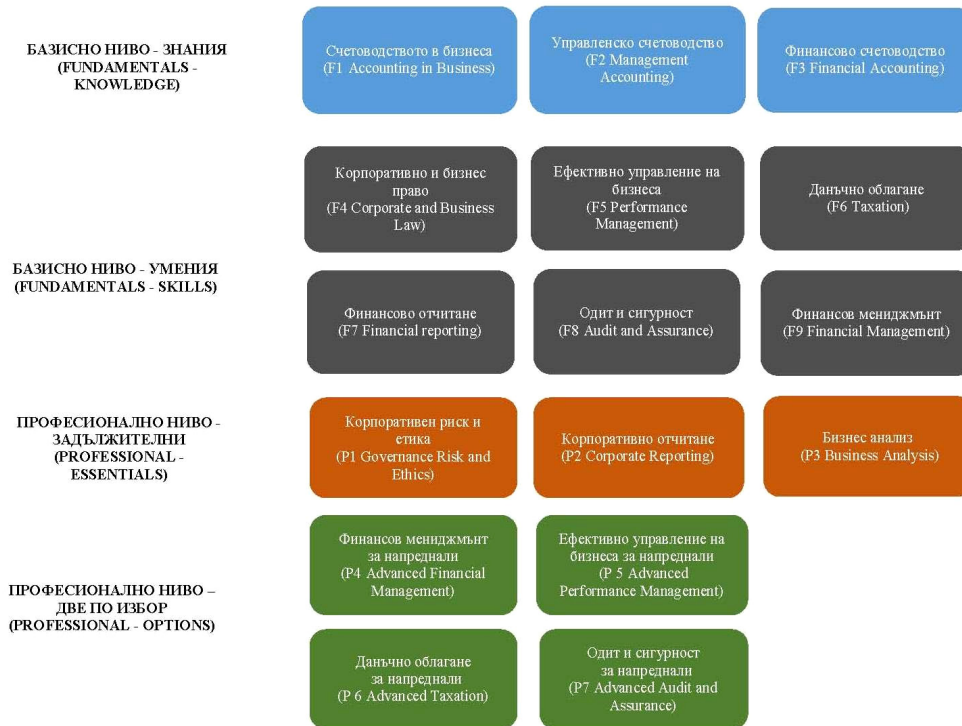 БАЗИСНО НИВО - ЗНАНИЯ
(FUNDAMENTALS -
KNOWLEDGE)
Счетоводството в бизнеса
(F1 Accounting in Business)
Управленско счетоводство
(F2 Management
Accounting)
Финансово счетоводство
(F3 Financial Accounting)
БАЗИСНО НИВО - УМЕНИЯ
(FUNDAMENTALS - SKILLS)
Корпоративно и бизнес
право
(F4 Corporate and Business
Law)
Ефективно управление на
бизнеса
(F5 Performance
Management)
Данъчно облагане
(F6 Taxation)
Финансово отчитане
(F7 Financial reporting)
Одит и сигурност
(F8 Audit and Assurance)
Финансов мениджмънт
(F9 Financial Management)
ПРОФЕСИОНАЛНО НИВО -
ЗАДЪЛЖИТЕЛНИ
(PROFESSIONAL -
ESSENTIALS)
Корпоративен риск и
етика
(P1 Governance Risk and
Ethics)
Корпоративно отчитане
(P2 Corporate Reporting)
Бизнес анализ
(P3 Business Analysis)
ПРОФЕСИОНАЛНО НИВО –
ДВЕ ПО ИЗБОР
(PROFESSIONAL - OPTIONS)
Финансов мениджмънт
за напреднали
(P4 Advanced Financial
Management)
Ефективно управление на
бизнеса за напреднали
(P 5 Advanced
Performance Management)
Данъчно облагане
за напреднали
(P 6 Advanced Taxation)
Одит и сигурност
за напреднали
(P7 Advanced Audit and
Assurance)